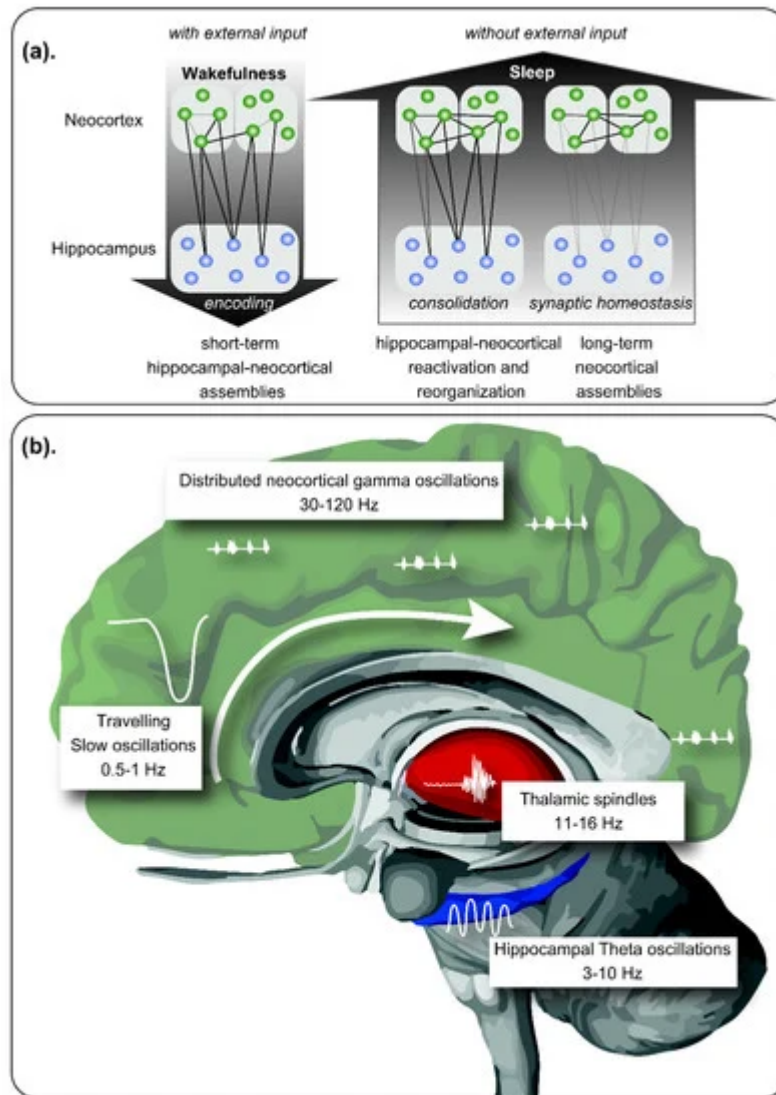 (a).
with external input
without external input
Wakefulness
Sleep
Neocortex
Hippocampus
encoding
consolidation
synaptic homeostasis
short-term
hippocampal-neocortical
assemblies
hippocampal-neocortical
reactivation and
reorganization
long-term
neocortical
assemblies
(b).
Distributed neocortical gamma oscillations
30-120 Hz
Travelling
Slow oscillations
0.5-1 Hz
Thalamic spindles
11-16 Hz
Hippocampal Theta oscillations
3-10 Hz